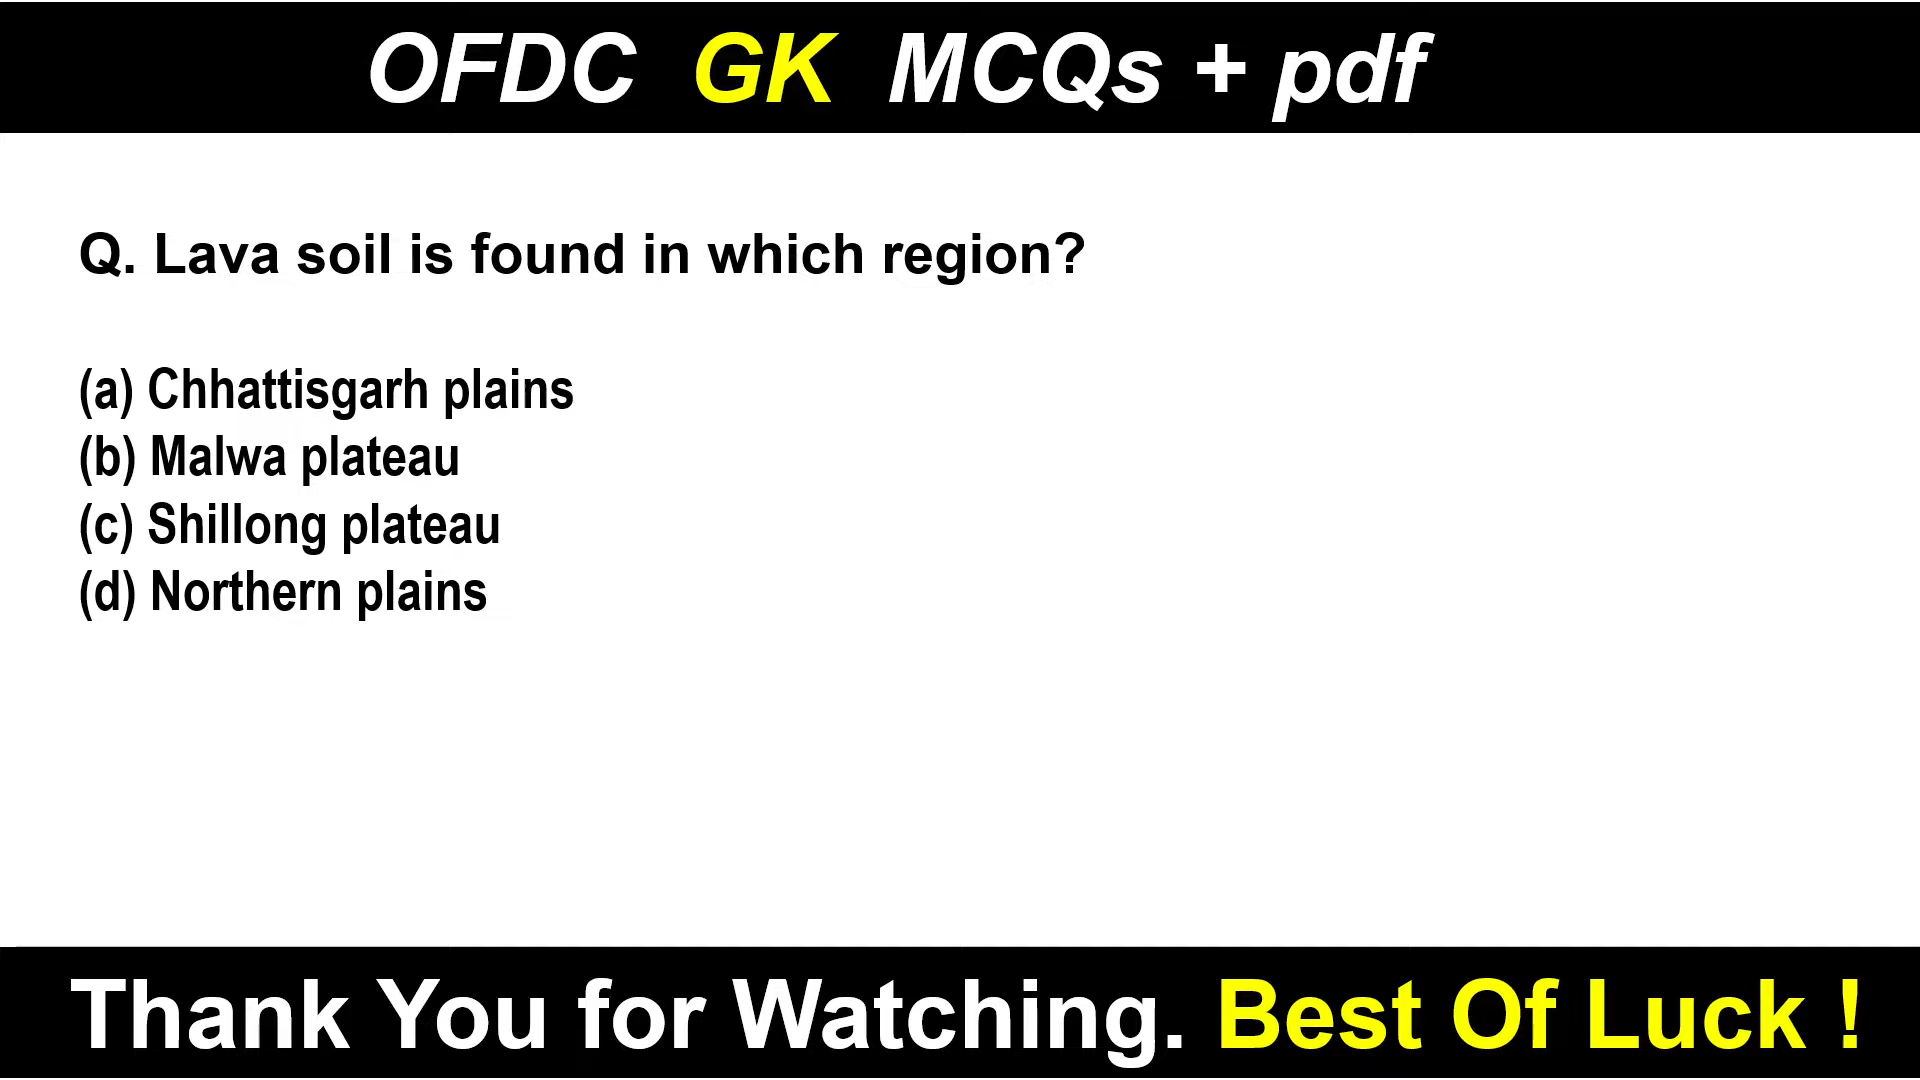 OFDC GK MCQs + pdf
Q. Lava soil is found in which region?
(a) Chhattisgarh plains
(b) Malwa plateau
(c) Shillong plateau
(d) Northern plains
Thank You for Watching. Best Of Luck !